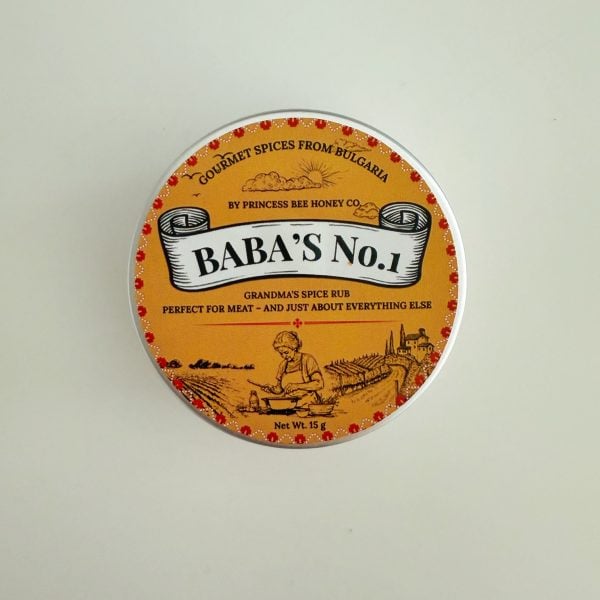 GOURMET SPICES FROM BULGARIA
BY PRINCESS BEE HONEY CO.
BABA'S No.1
GRANDMA'S SPICE RUB
PERFECT FOR MEAT – AND JUST ABOUT EVERYTHING ELSE
Net Wt. 15 g